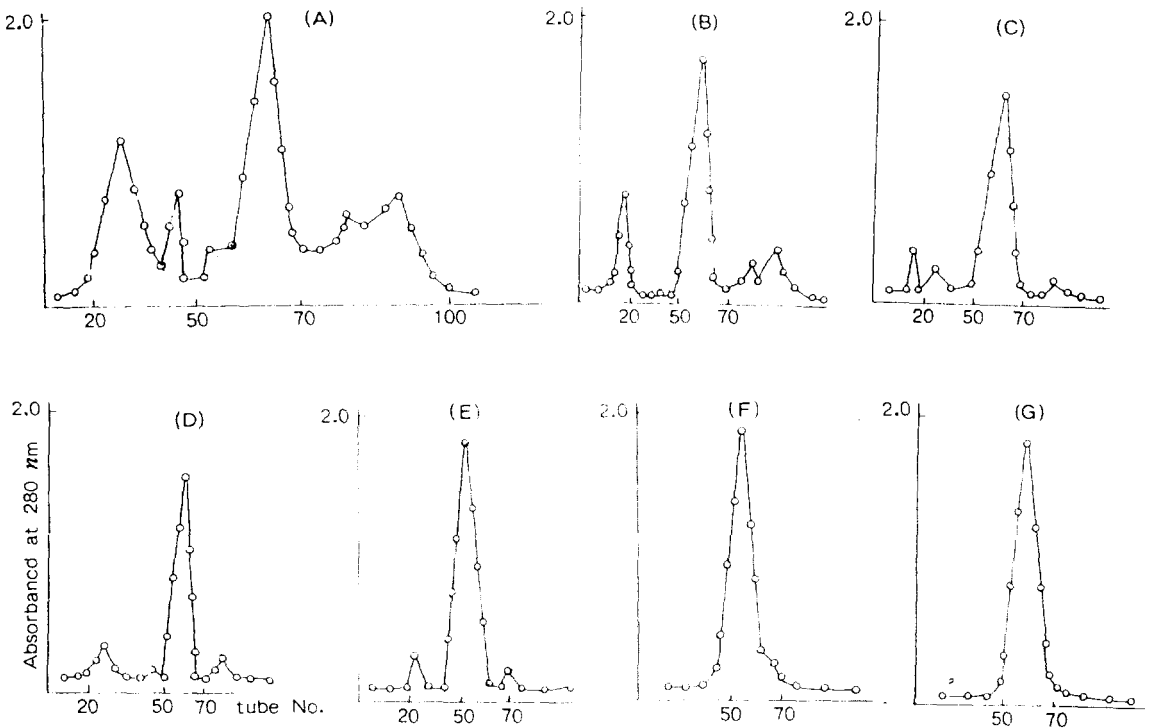 2.0 (A)
2.0 (B)
2.0 (C)
20 50 70 100
20 50 70
20 50 70
2.0 (D)
2.0 (E)
2.0 (F)
2.0 (G)
Absorbancd at 280 nm
20 50 70 tube No.
20 50 70
50 70
50 70